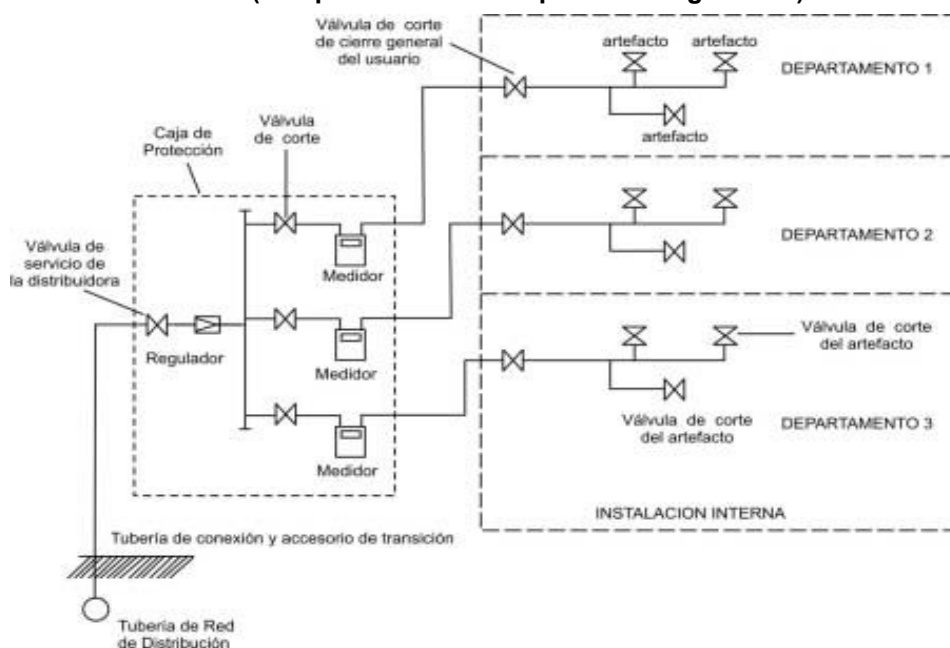 Válvula de corte
de cierre general
del usuario
artefacto
artefacto
DEPARTAMENTO 1
artefacto
Caja de
Protección
Válvula
de corte
DEPARTAMENTO 2
Válvula de
servicio de
la distribuidora
Medidor
Regulador
Medidor
Válvula de corte
del artefacto
Válvula de corte
del artefacto
DEPARTAMENTO 3
Medidor
INSTALACION INTERNA
Tubería de conexión y accesorio de transición
Tubería de Red
de Distribución